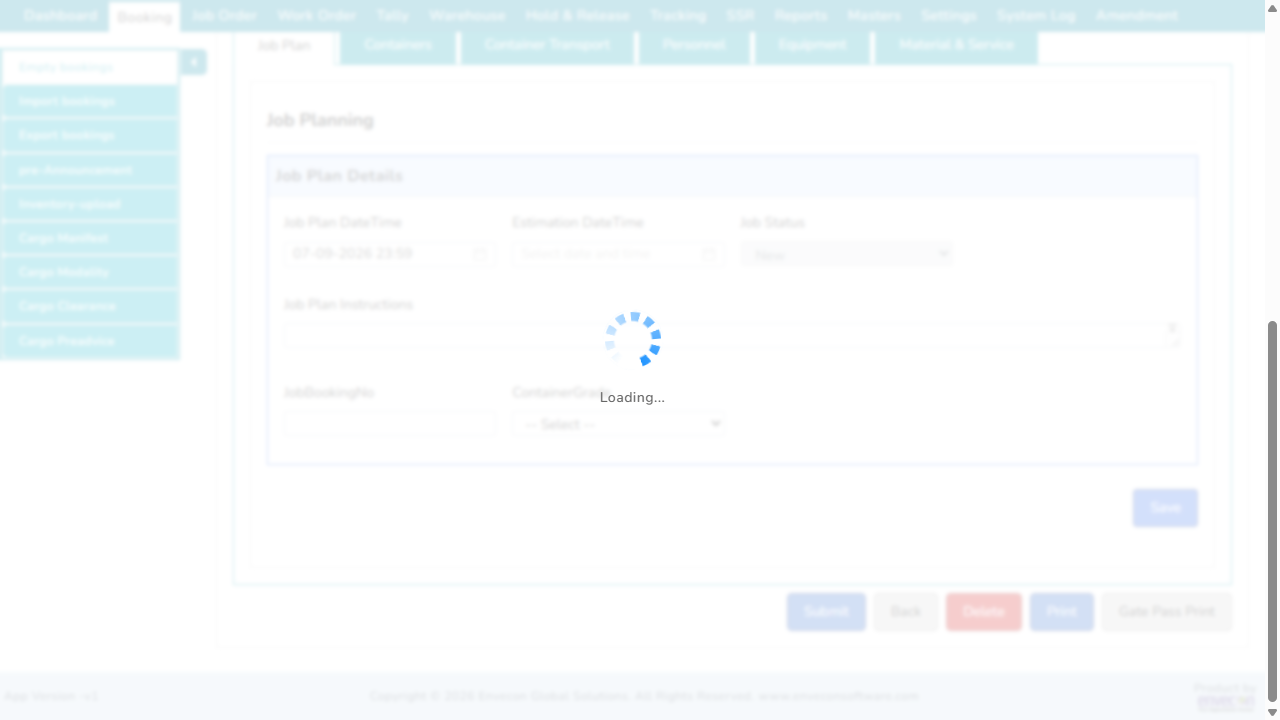 Dashboard Booking Job Order Work Order Tally Warehouse Hold & Release Tracking SSR Reports Masters Settings System Log Amendment
Job Plan Containers Container Transport Personnel Equipment Material & Service
Empty bookings
Import bookings
Export bookings
pre-Announcement
Inventory-upload
Cargo Manifest
Cargo Modality
Cargo Clearance
Job Planning
Job Plan Details
Job Plan DateTime Estimation DateTime Job Status
07-09-2026 23:59 Select date and time New
Job Plan Instructions
JobBookingNo ContainerGrade
-- Select --
Loading...
Save
Submit Back Delete Print Gate Pass Print
App Version: v1 Copyright © 2026 Envision Global Solutions. All Rights Reserved. Product by